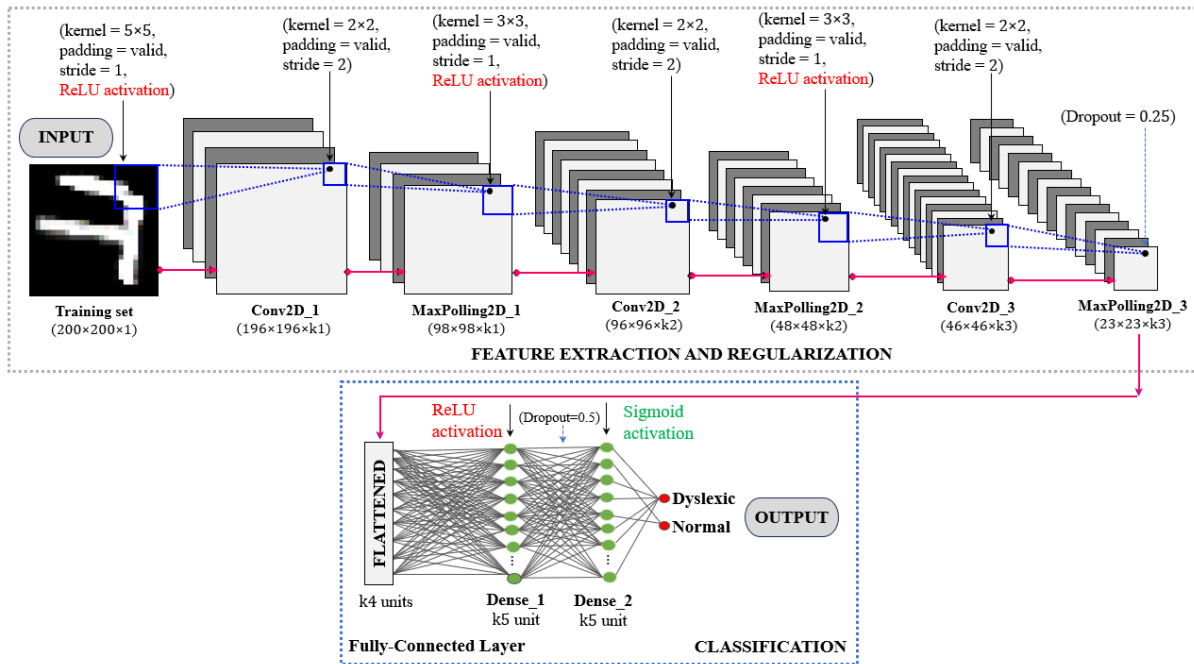 (kernel = 5×5,
padding = valid,
stride = 1,
ReLU activation)
(kernel = 2×2,
padding = valid,
stride = 2)
(kernel = 3×3,
padding = valid,
stride = 1,
ReLU activation)
(kernel = 2×2,
padding = valid,
stride = 2)
(kernel = 3×3,
padding = valid,
stride = 1,
ReLU activation)
(kernel = 2×2,
padding = valid,
stride = 2)
(Dropout = 0.25)
INPUT
Training set
(200×200×1)
Conv2D_1
(196×196×k1)
MaxPolling2D_1
(98×98×k1)
Conv2D_2
(96×96×k2)
MaxPolling2D_2
(48×48×k2)
Conv2D_3
(46×46×k3)
MaxPolling2D_3
(23×23×k3)
FEATURE EXTRACTION AND REGULARIZATION
ReLU
activation
(Dropout=0.5)
Sigmoid
activation
FLATTENED
Dyslexic
Normal
OUTPUT
k4 units
Dense_1
k5 unit
Dense_2
k5 unit
Fully-Connected Layer
CLASSIFICATION